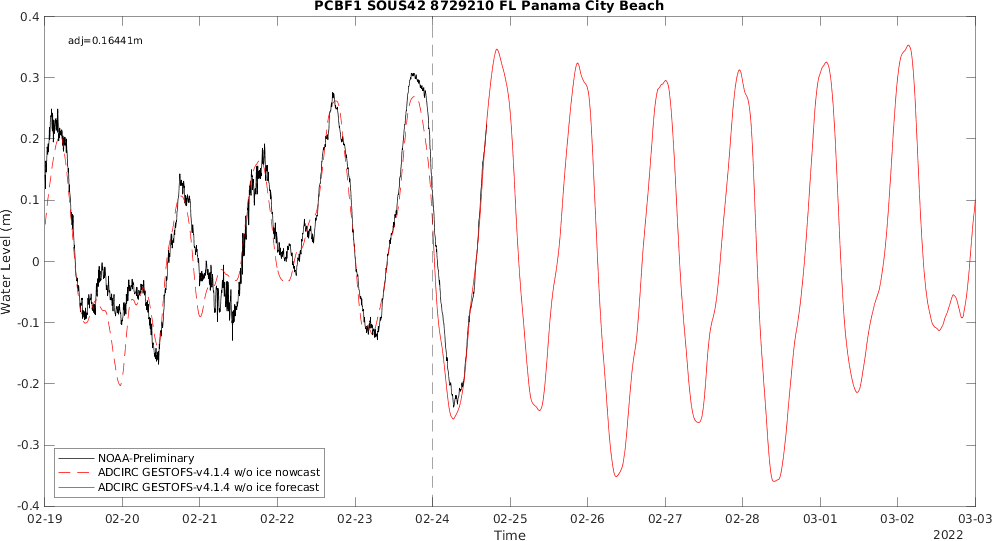 PCBF1 SOUS42 8729210 FL Panama City Beach
0.4
adj=0.16441m
0.3
0.2
0.1
0
-0.1
-0.2
-0.3
-0.4
Water Level (m)
NOAA-Preliminary
ADCIRC GESTOFS-v4.1.4 w/o ice nowcast
ADCIRC GESTOFS-v4.1.4 w/o ice forecast
02-19 02-20 02-21 02-22 02-23 02-24 02-25 02-26 02-27 02-28 03-01 03-02 03-03
Time
2022